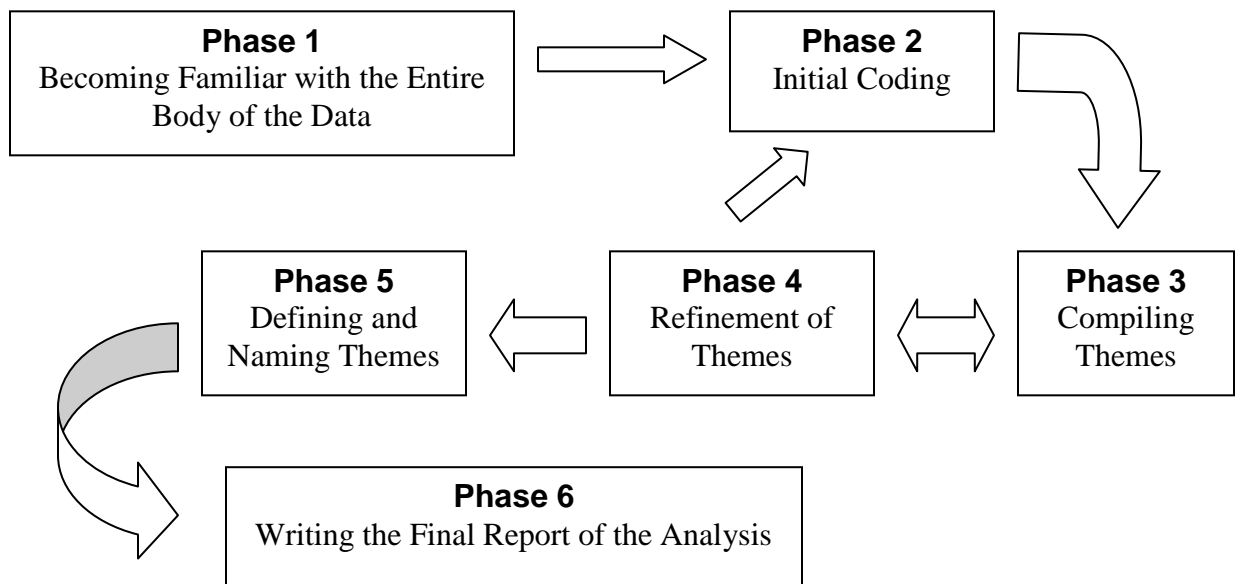 Phase 1
Becoming Familiar with the Entire
Body of the Data
Phase 2
Initial Coding
Phase 3
Compiling
Themes
Phase 4
Refinement of
Themes
Phase 5
Defining and
Naming Themes
Phase 6
Writing the Final Report of the Analysis